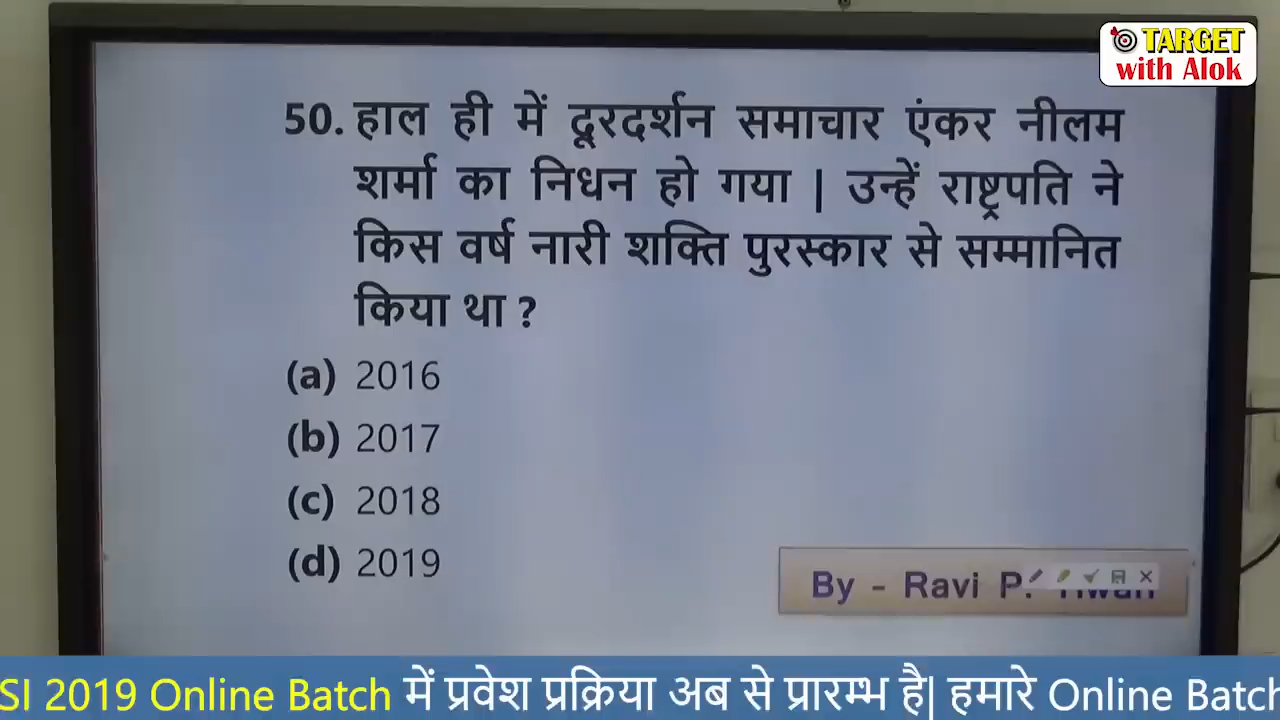 TARGET
with Alok
50. हाल ही में दूरदर्शन समाचार एंकर नीलम
शर्मा का निधन हो गया | उन्हें राष्ट्रपति ने
किस वर्ष नारी शक्ति पुरस्कार से सम्मानित
किया था ?
(a) 2016
(b) 2017
(c) 2018
(d) 2019
By - Ravi P.
SI 2019 Online Batch में प्रवेश प्रक्रिया अब से प्रारम्भ है| हमारे Online Batch